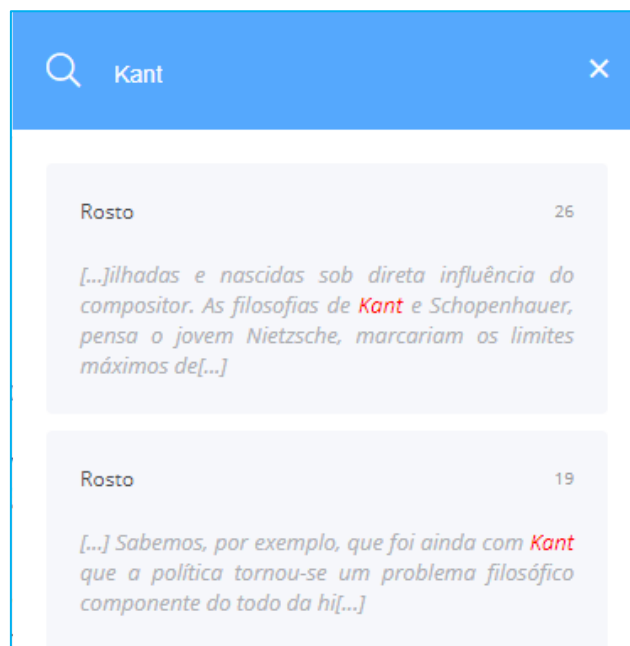 Kant ×
Rosto 26
[...]ilhadas e nascidas sob direta influência do
compositor. As filosofias de Kant e Schopenhauer,
pensa o jovem Nietzsche, marcariam os limites
máximos de[...]
Rosto 19
[...] Sabemos, por exemplo, que foi ainda com Kant
que a política tornou-se um problema filosófico
componente do todo da hi[...]